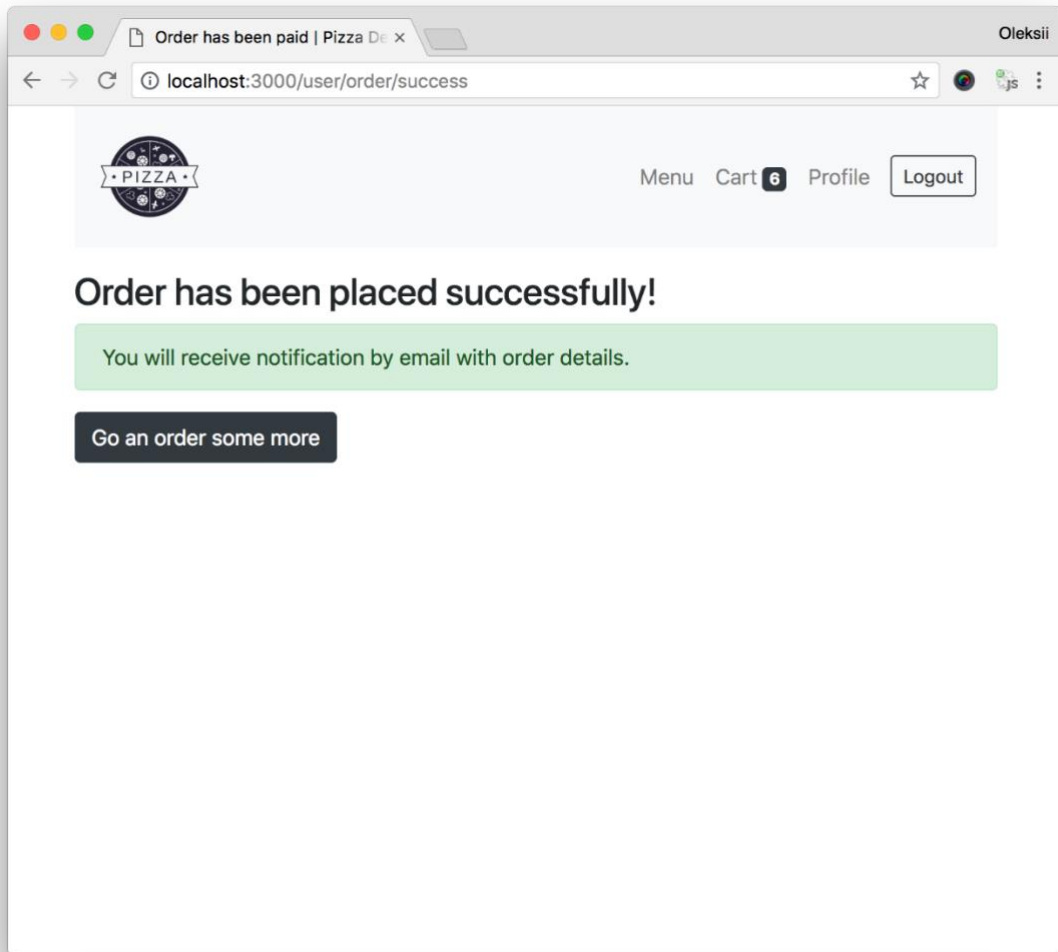 Order has been paid | Pizza De
Oleksii
localhost:3000/user/order/success
JS
PIZZA
Menu Cart 6 Profile Logout
Order has been placed successfully!
You will receive notification by email with order details.
Go an order some more